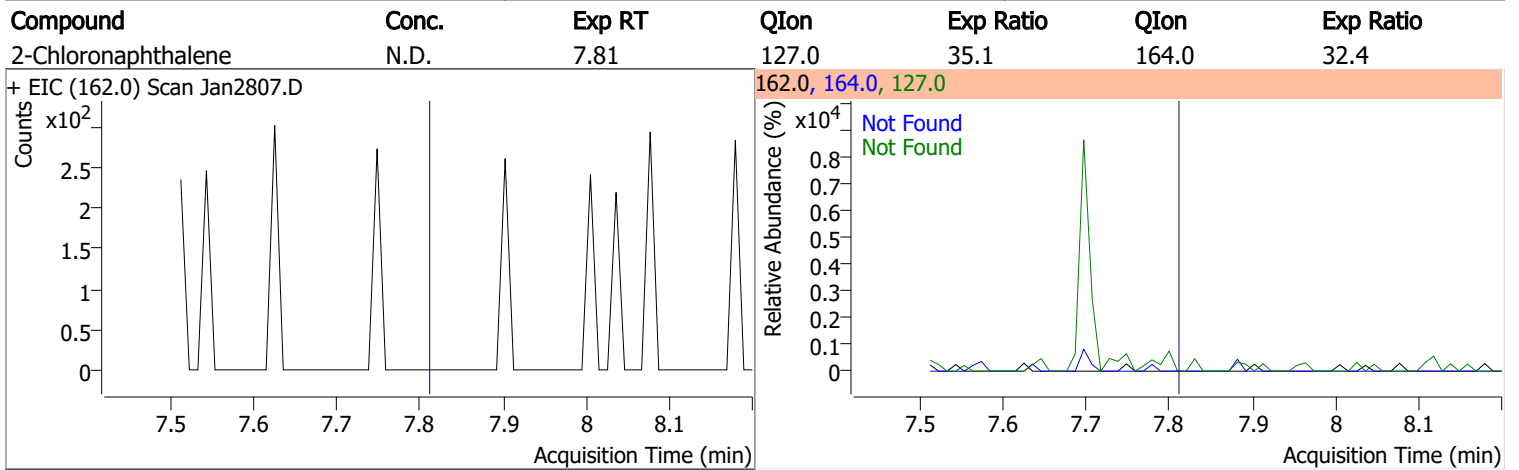 Compound Conc. Exp RT QIon Exp Ratio QIon Exp Ratio
2-Chloronaphthalene N.D. 7.81 127.0 35.1 164.0 32.4
+ EIC (162.0) Scan Jan2807.D
Counts
x10²
2.5
2
1.5
1
0.5
0
7.5 7.6 7.7 7.8 7.9 8 8.1
Acquisition Time (min)
162.0, 164.0, 127.0
Relative Abundance (%)
x10⁴
Not Found
Not Found
0.8
0.7
0.6
0.5
0.4
0.3
0.2
0.1
0
7.5 7.6 7.7 7.8 7.9 8 8.1
Acquisition Time (min)